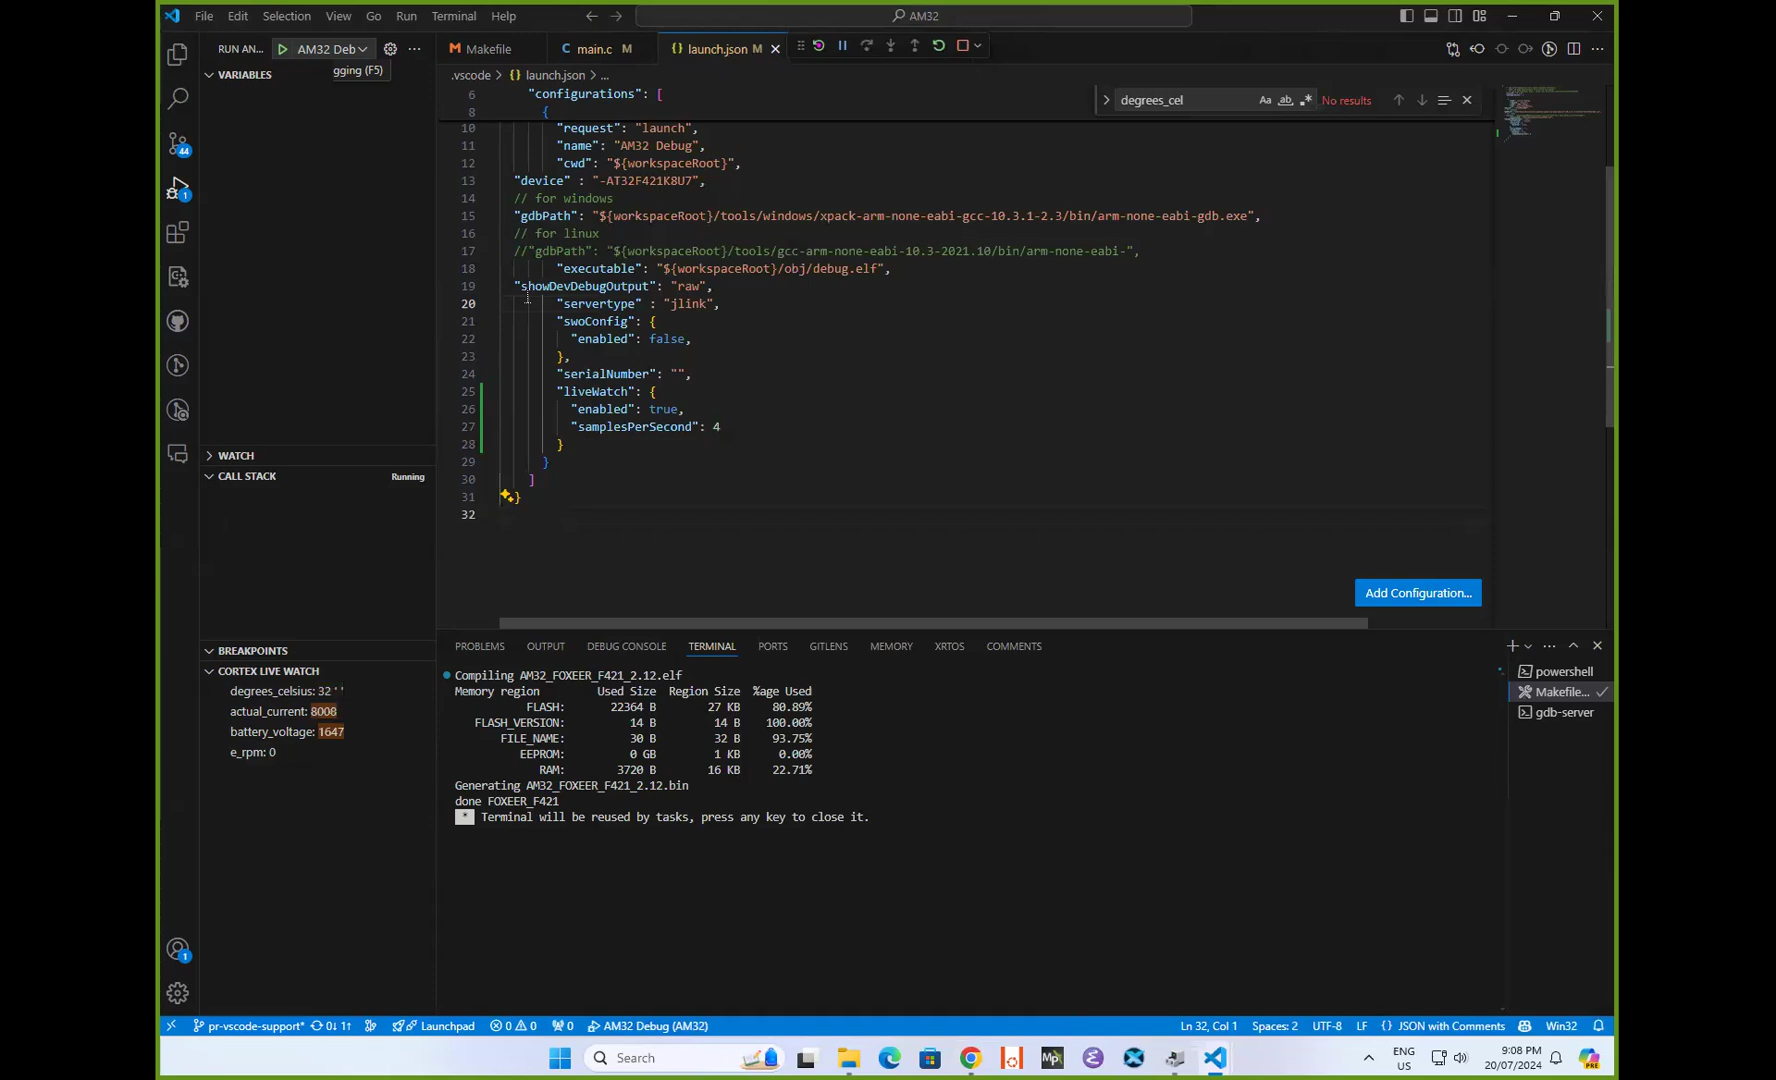 File Edit Selection View Go Run Terminal Help
AM32
RUN AN... AM32 Deb
gging (F5)
VARIABLES
Makefile main.c M launch.json M
.vscode > launch.json > ...
degrees_cel Aa ab .* No results
6 "configurations": [
8 {
10 "request": "launch",
11 "name": "AM32 Debug",
12 "cwd": "${workspaceRoot}",
13 "device" : "-AT32F421K8U7",
14 // for windows
15 "gdbPath": "${workspaceRoot}/tools/windows/xpack-arm-none-eabi-gcc-10.3.1-2.3/bin/arm-none-eabi-gdb.exe",
16 // for linux
17 //"gdbPath": "${workspaceRoot}/tools/gcc-arm-none-eabi-10.3-2021.10/bin/arm-none-eabi-",
18 "executable": "${workspaceRoot}/obj/debug.elf",
19 "showDevDebugOutput": "raw",
20 "servertype" : "jlink",
21 "swoConfig": {
22 "enabled": false,
23 },
24 "serialNumber": "",
25 "liveWatch": {
26 "enabled": true,
27 "samplesPerSecond": 4
28 }
29 }
30 ]
31 }
32
Add Configuration...
44
1
WATCH
CALL STACK Running
BREAKPOINTS
CORTEX LIVE WATCH
degrees_celsius: 32 ' '
actual_current: 8008
battery_voltage: 1647
e_rpm: 0
PROBLEMS OUTPUT DEBUG CONSOLE TERMINAL PORTS GITLENS MEMORY XRTOS COMMENTS
Compiling AM32_FOXEER_F421_2.12.elf
Memory region Used Size Region Size %age Used
FLASH: 22364 B 27 KB 80.89%
FLASH_VERSION: 14 B 14 B 100.00%
FILE_NAME: 30 B 32 B 93.75%
EEPROM: 0 GB 1 KB 0.00%
RAM: 3720 B 16 KB 22.71%
Generating AM32_FOXEER_F421_2.12.bin
done FOXEER_F421
* Terminal will be reused by tasks, press any key to close it.
powershell
Makefile...
gdb-server
1
pr-vscode-support* 0↓ 1↑ Launchpad 0 0 0 AM32 Debug (AM32)
Ln 32, Col 1 Spaces: 2 UTF-8 LF {} JSON with Comments Win32
Search
Mp
PRE
ENG
US
9:08 PM
20/07/2024